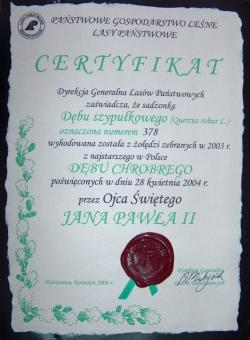 PAŃSTWOWE GOSPODARSTWO LEŚNE
LASY PAŃSTWOWE
CERTYFIKAT
Dyrekcja Generalna Lasów Państwowych
zaświadcza, że sadzonka
Dębu szypułkowego (Quercus robur L.)
oznaczona numerem 378
wyhodowana została z żołędzi zebranych w 2003 r.
z najstarszego w Polsce
DĘBU CHROBREGO
poświęconych w dniu 28 kwietnia 2004 r.
przez Ojca Świętego
JANA PAWŁA II
Warszawa, kwiecień 2006 r.